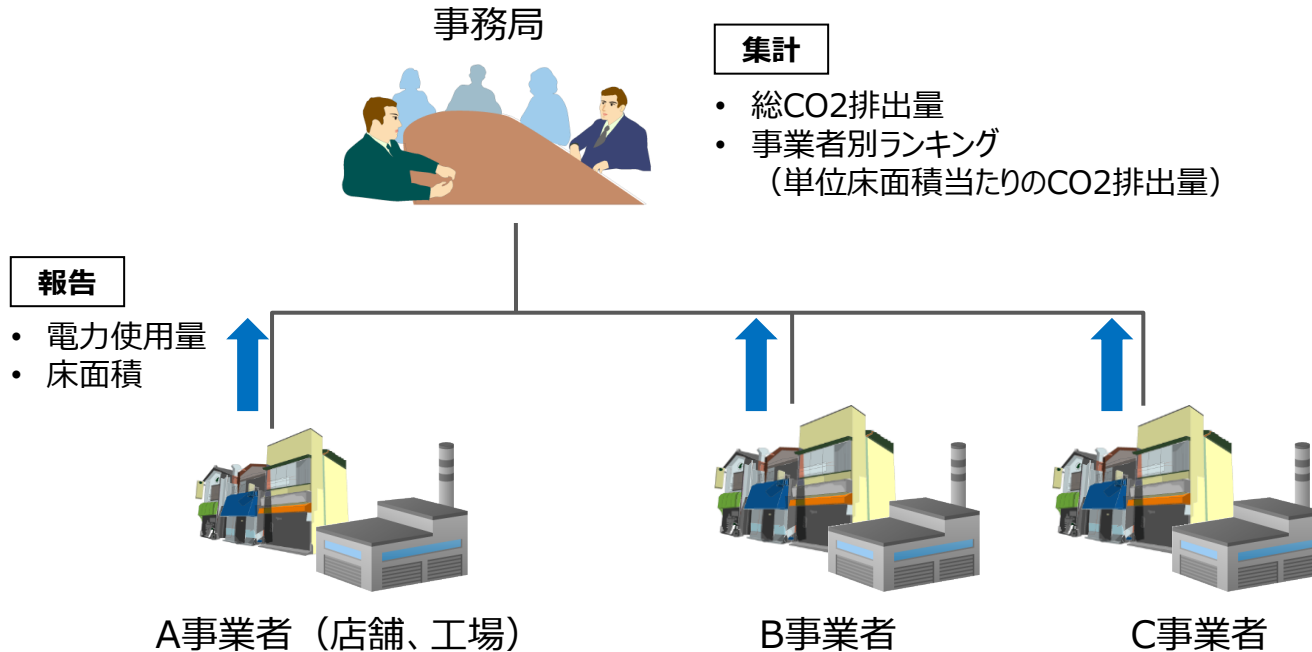 事務局
集計
• 総CO2排出量
• 事業者別ランキング
（単位床面積当たりのCO2排出量）
報告
• 電力使用量
• 床面積
A事業者（店舗、工場）
B事業者
C事業者